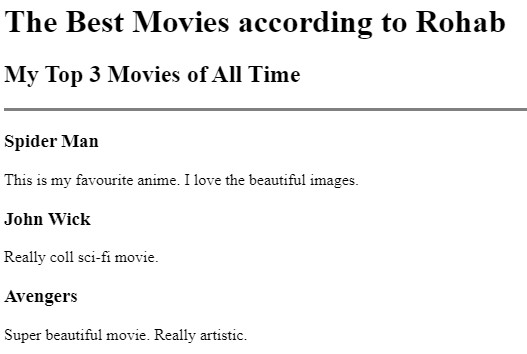 The Best Movies according to Rohab
My Top 3 Movies of All Time
Spider Man
This is my favourite anime. I love the beautiful images.
John Wick
Really coll sci-fi movie.
Avengers
Super beautiful movie. Really artistic.